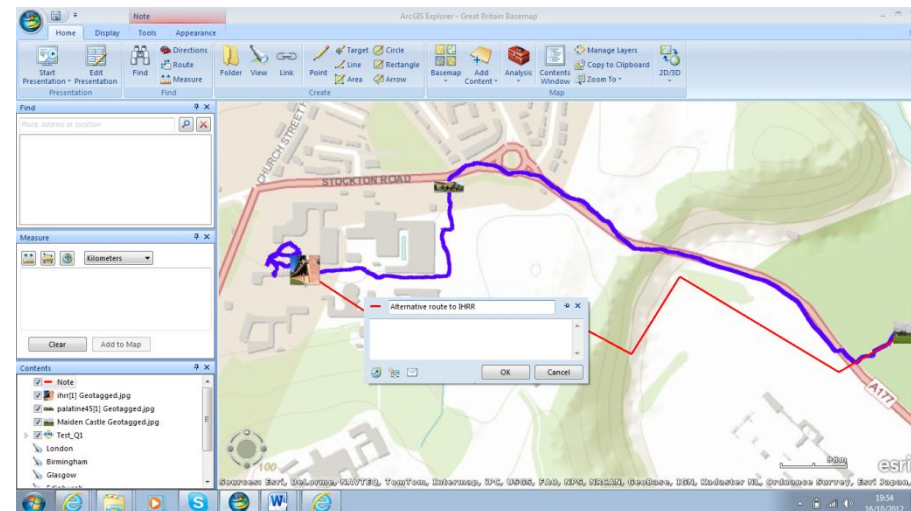 Note
ArcGIS Explorer - Great Britain Basemap
Home Display Tools Appearance
Start Presentation Edit Presentation
Presentation
Find Directions Route Measure
Find
Folder View Link Point Target Line Area Circle Rectangle Arrow
Create
Basemap Add Content Analysis Contents Window Manage Layers Copy to Clipboard Zoom To 2D/3D
Map
Find
Place, address or location
Measure
Kilometers
Clear Add to Map
Contents
Note
ihrr[1] Geotagged.jpg
palatine45[1] Geotagged.jpg
Maiden Castle Geotagged.jpg
Test_Q1
London
Birmingham
Glasgow
CHURCH STREET
STOCKTON ROAD
Alternative route to IHRR
OK Cancel
A177
100
esri
Sources: Esri, DeLorme, NAVTEQ, TomTom, Intermap, IPC, USGS, FAO, NPS, NRCAN, GeoBase, IGN, Kadaster NL, Ordnance Survey, Esri Japan,
19:54
16/10/2012